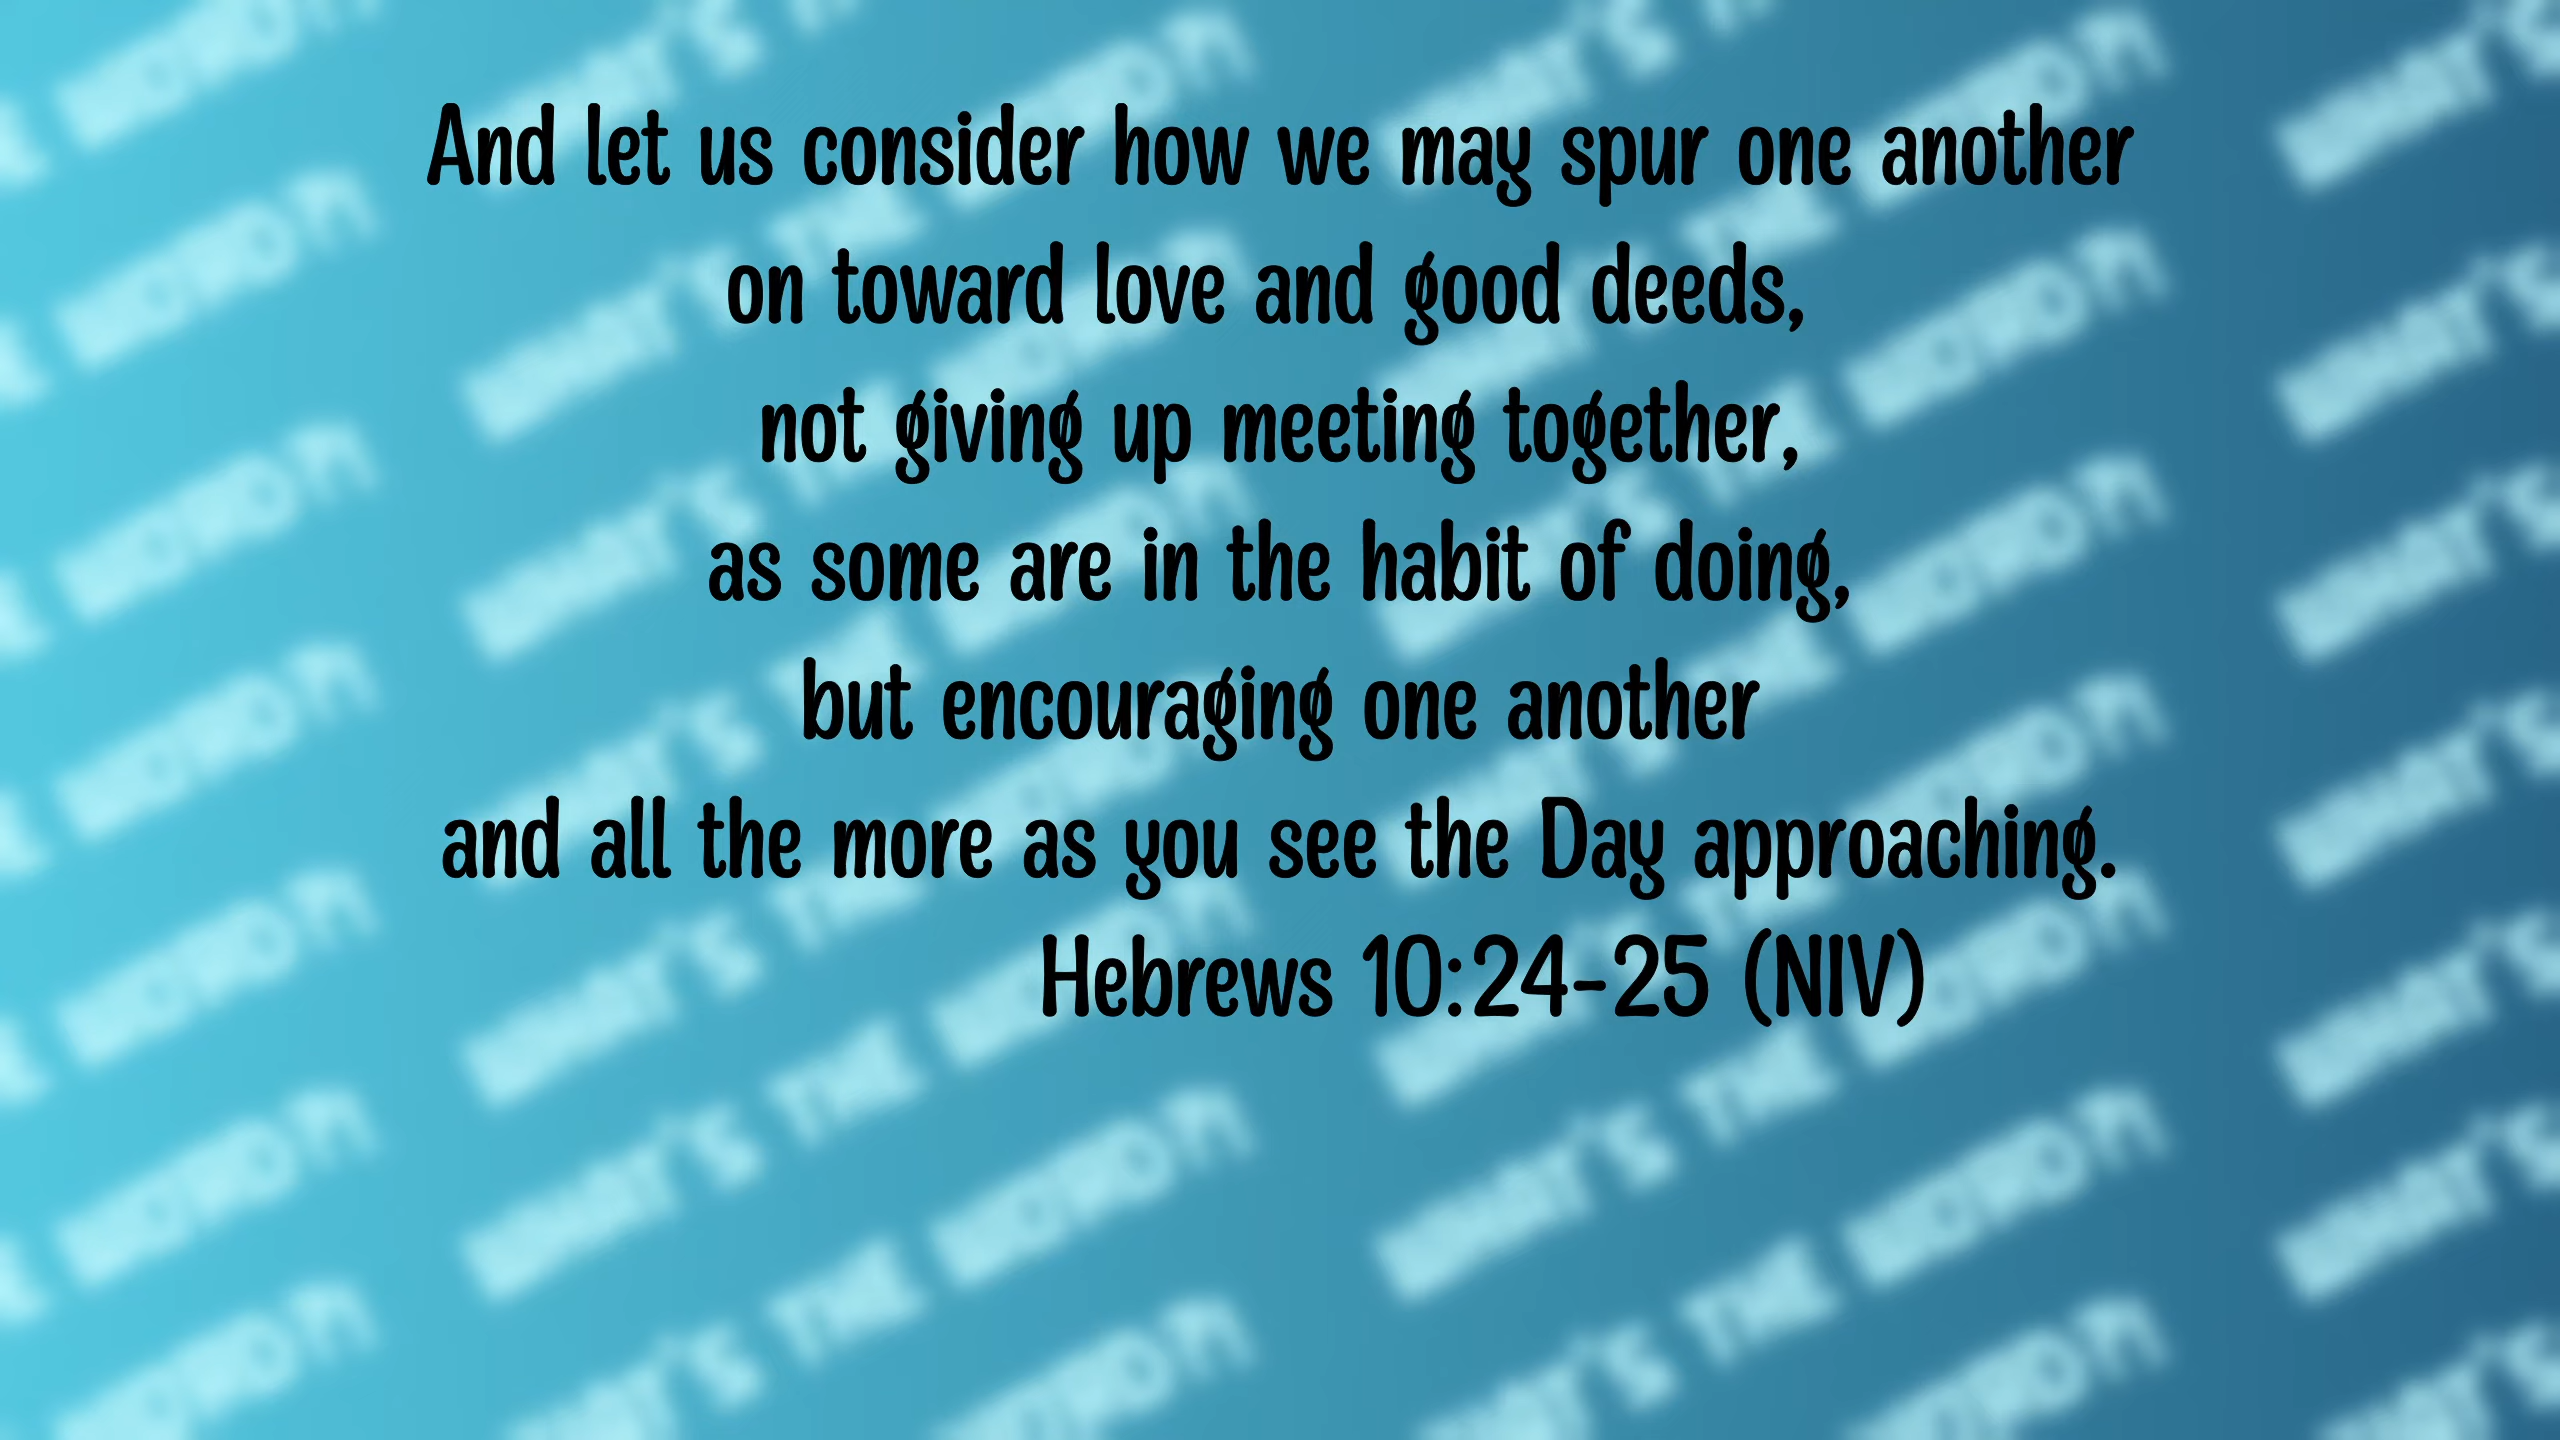 And let us consider how we may spur one another
on toward love and good deeds,
not giving up meeting together,
as some are in the habit of doing,
but encouraging one another
and all the more as you see the Day approaching.
Hebrews 10:24-25 (NIV)